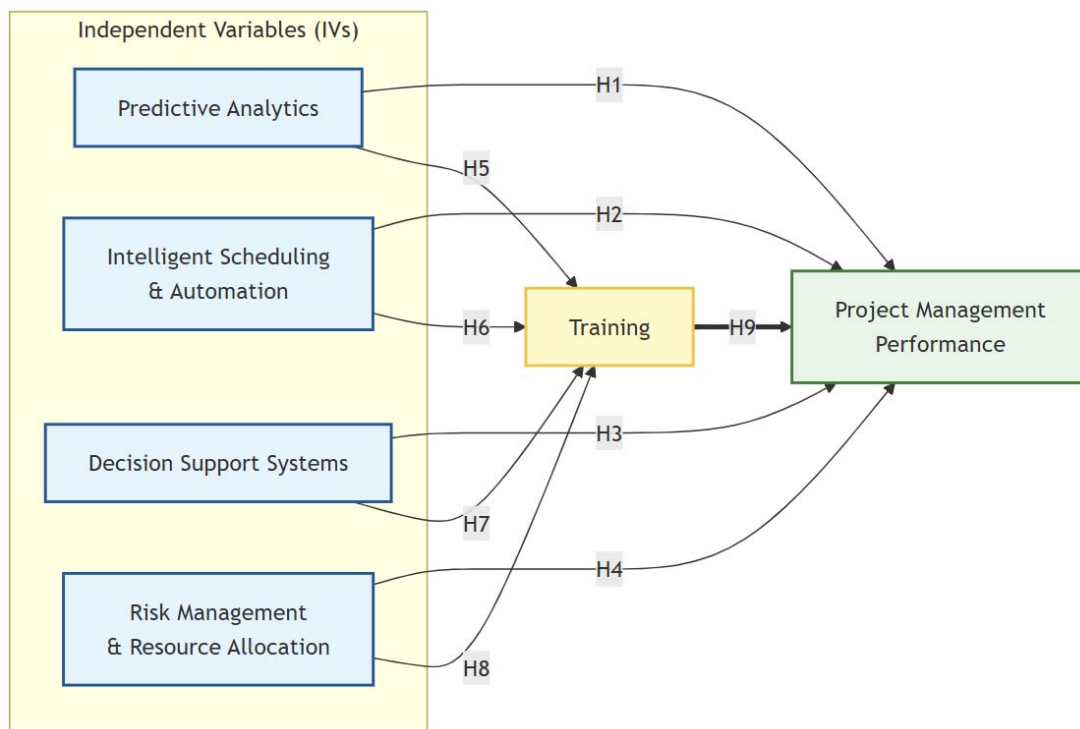 Independent Variables (IVs)
Predictive Analytics
H1
H5
Intelligent Scheduling
& Automation
H2
H6
Training
H9
Project Management
Performance
Decision Support Systems
H3
H7
Risk Management
& Resource Allocation
H4
H8